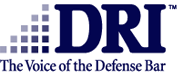 DRI™
The Voice of the Defense Bar